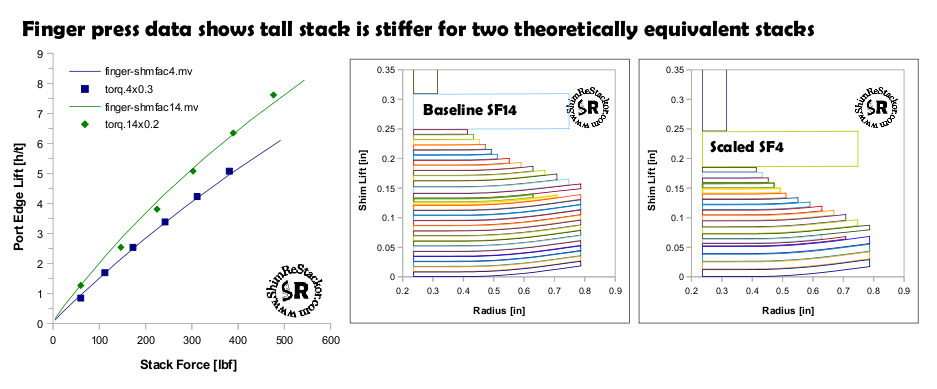 Finger press data shows tall stack is stiffer for two theoretically equivalent stacks
9
8
7
6
5
4
3
2
1
0
Port Edge Lift [h/t]
finger-shmfac4.mv
torq.4x0.3
finger-shmfac14.mv
torq.14x0.2
www.ShimReStackor.com
SR
0 100 200 300 400 500 600
Stack Force [lbf]
0.35
0.3
0.25
0.2
0.15
0.1
0.05
0
Shim Lift [in]
Baseline SF14
www.ShimReStackor.com
SR
0.2 0.3 0.4 0.5 0.6 0.7 0.8 0.9
Radius [in]
0.35
0.3
0.25
0.2
0.15
0.1
0.05
0
Shim Lift [in]
Scaled SF4
www.ShimReStackor.com
SR
0.2 0.3 0.4 0.5 0.6 0.7 0.8 0.9
Radius [in]